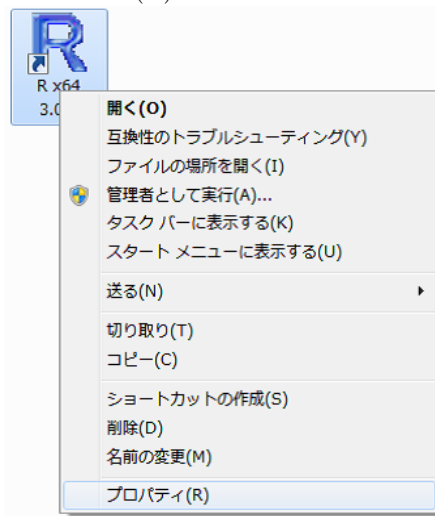 R
R x64
3.0
開く(O)
互換性のトラブルシューティング(Y)
ファイルの場所を開く(I)
管理者として実行(A)...
タスク バーに表示する(K)
スタート メニューに表示する(U)
送る(N)
切り取り(T)
コピー(C)
ショートカットの作成(S)
削除(D)
名前の変更(M)
プロパティ(R)